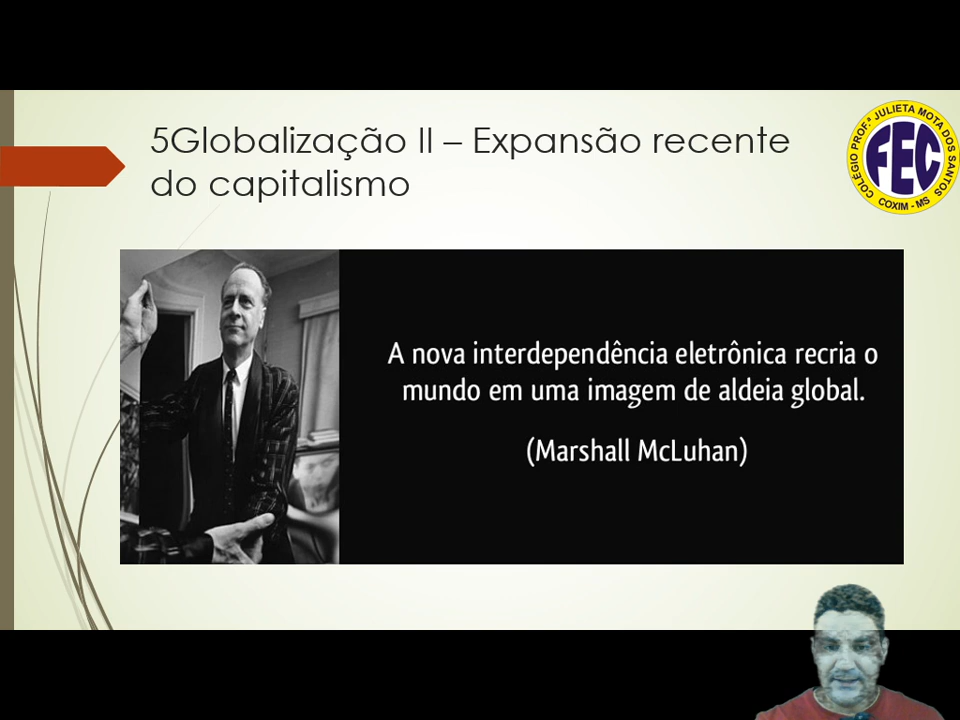 5Globalização II – Expansão recente
do capitalismo
COLÉGIO PROF.ª JULIETA MOTA DOS SANTOS
FEC
COXIM - MS
A nova interdependência eletrônica recria o
mundo em uma imagem de aldeia global.
(Marshall McLuhan)